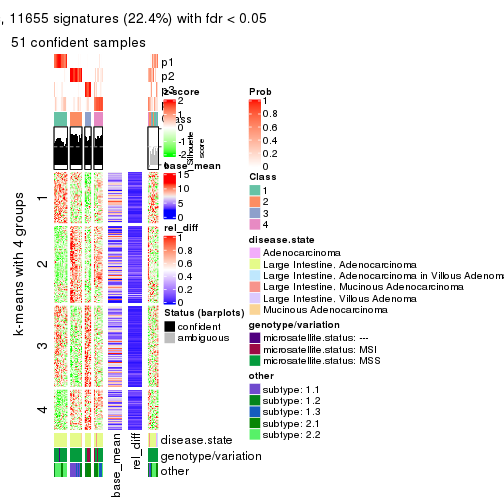 , 11655 signatures (22.4%) with fdr < 0.05
51 confident samples
p1
p2
p3
Class
Silhouette
score
k-means with 4 groups
1
2
3
4
disease.state
genotype/variation
other
base_mean
rel_diff
z-score
2
1
0
-1
-2
base_mean
15
10
5
0
rel_diff
1
0.8
0.6
0.4
0.2
0
Status (barplots)
confident
ambiguous
Prob
1
0.8
0.6
0.4
0.2
0
Class
1
2
3
4
disease.state
Adenocarcinoma
Large Intestine. Adenocarcinoma
Large Intestine. Adenocarcinoma in Villous Adenom
Large Intestine. Mucinous Adenocarcinoma
Large Intestine. Villous Adenoma
Mucinous Adenocarcinoma
genotype/variation
microsatellite.status: ---
microsatellite.status: MSI
microsatellite.status: MSS
other
subtype: 1.1
subtype: 1.2
subtype: 1.3
subtype: 2.1
subtype: 2.2